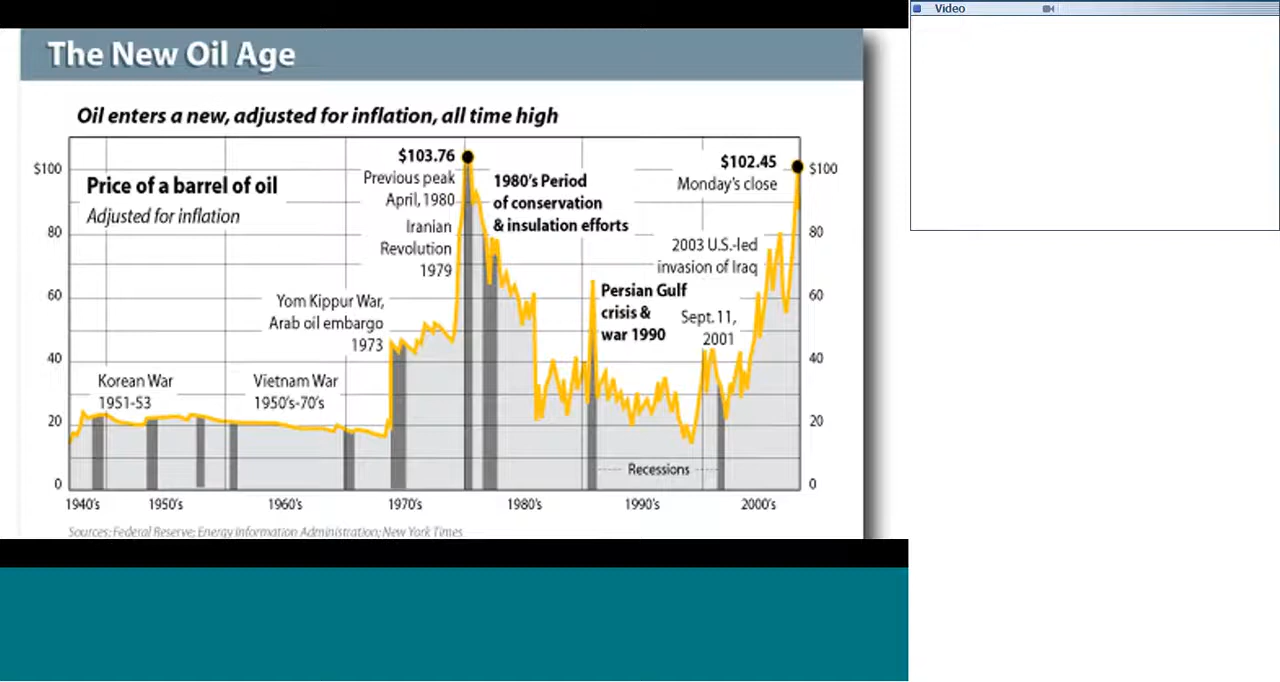 Video
The New Oil Age
Oil enters a new, adjusted for inflation, all time high
$100
80
60
40
20
0
Price of a barrel of oil
Adjusted for inflation
$103.76
Previous peak
April, 1980
Iranian
Revolution
1979
1980's Period
of conservation
& insulation efforts
$102.45
Monday's close
2003 U.S.-led
invasion of Iraq
Yom Kippur War,
Arab oil embargo
1973
Persian Gulf
crisis &
war 1990
Sept. 11,
2001
Korean War
1951-53
Vietnam War
1950's-70's
Recessions
$100
80
60
40
20
0
1940's 1950's 1960's 1970's 1980's 1990's 2000's
Sources: Federal Reserve; Energy Information Administration; New York Times